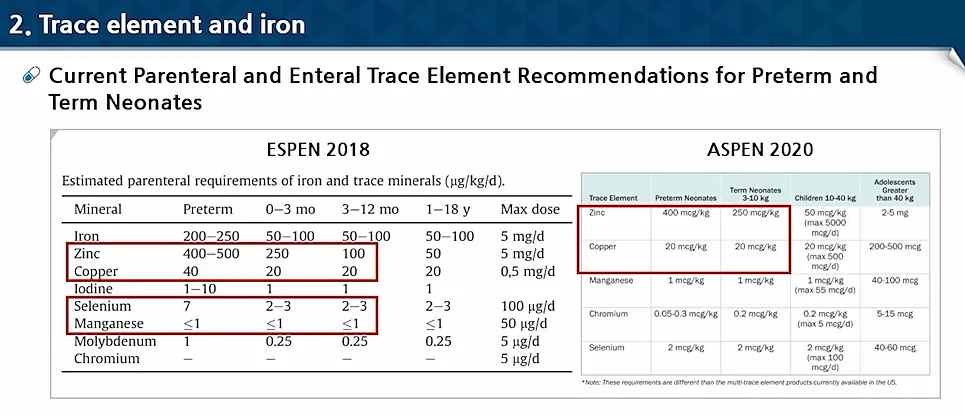 2. Trace element and iron
Current Parenteral and Enteral Trace Element Recommendations for Preterm and
Term Neonates
ESPEN 2018
Estimated parenteral requirements of iron and trace minerals (μg/kg/d).
Mineral Preterm 0–3 mo 3–12 mo 1–18 y Max dose
Iron 200–250 50–100 50–100 50–100 5 mg/d
Zinc 400–500 250 100 50 5 mg/d
Copper 40 20 20 20 0,5 mg/d
Iodine 1–10 1 1 1
Selenium 7 2–3 2–3 2–3 100 μg/d
Manganese ≤1 ≤1 ≤1 ≤1 50 μg/d
Molybdenum 1 0.25 0.25 0.25 5 μg/d
Chromium – – – – 5 μg/d
ASPEN 2020
Trace Element Preterm Neonates Term Neonates 3-10 kg Children 10-40 kg Adolescents Greater than 40 kg
Zinc 400 mcg/kg 250 mcg/kg 50 mcg/kg (max 5000 mcg/d) 2-5 mg
Copper 20 mcg/kg 20 mcg/kg 20 mcg/kg (max 500 mcg/d) 200-500 mcg
Manganese 1 mcg/kg 1 mcg/kg 1 mcg/kg (max 55 mcg/d) 40-100 mcg
Chromium 0.05-0.3 mcg/kg 0.2 mcg/kg 0.2 mcg/kg (max 5 mcg/d) 5-15 mcg
Selenium 2 mcg/kg 2 mcg/kg 2 mcg/kg (max 100 mcg/d) 40-60 mcg
*Note: These requirements are different than the multi-trace element products currently available in the US.